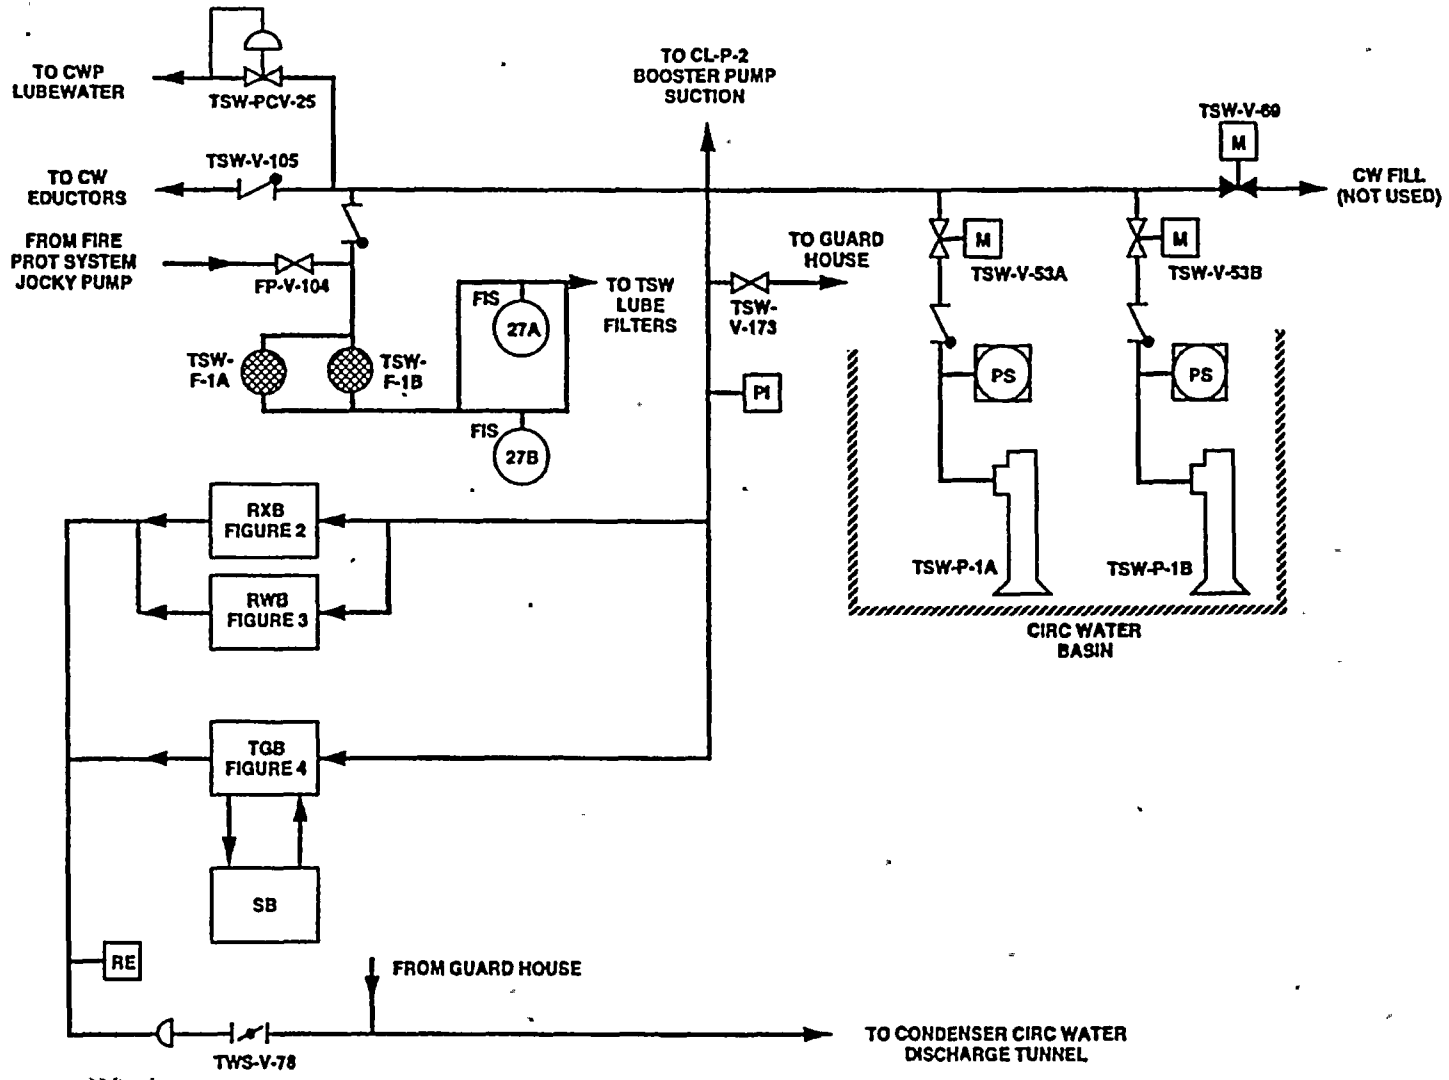 TO CWP
LUBEWATER
TSW-PCV-25
TO CL-P-2
BOOSTER PUMP
SUCTION
TSW-V-69
M
TSW-V-105
TO CW
EDUCTORS
CW FILL
(NOT USED)
FROM FIRE
PROT SYSTEM
JOCKY PUMP
FP-V-104
TO GUARD
HOUSE
M
TSW-V-53A
M
TSW-V-53B
TO TSW
LUBE
FILTERS
FIS
27A
TSW-
V-173
TSW-
F-1A
TSW-
F-1B
PI
PS
PS
FIS
27B
RXB
FIGURE 2
RWB
FIGURE 3
TSW-P-1A
TSW-P-1B
CIRC WATER
BASIN
TGB
FIGURE 4
SB
RE
FROM GUARD HOUSE
TWS-V-78
TO CONDENSER CIRC WATER
DISCHARGE TUNNEL